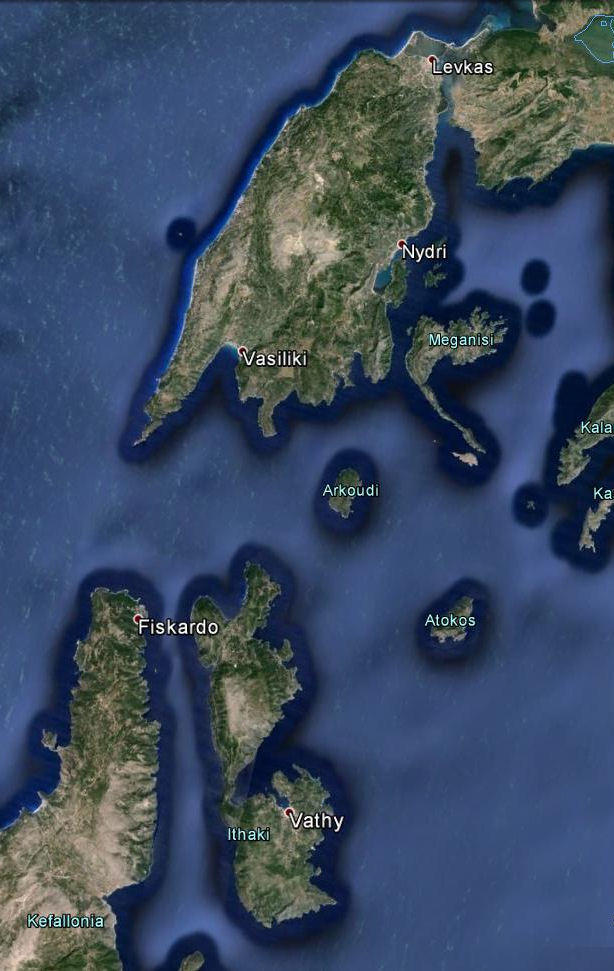 Levkas
Nydri
Meganisi
Vasiliki
Kala
Arkoudi
Ka
Atokos
Fiskardo
Vathy
Ithaki
Kefallonia